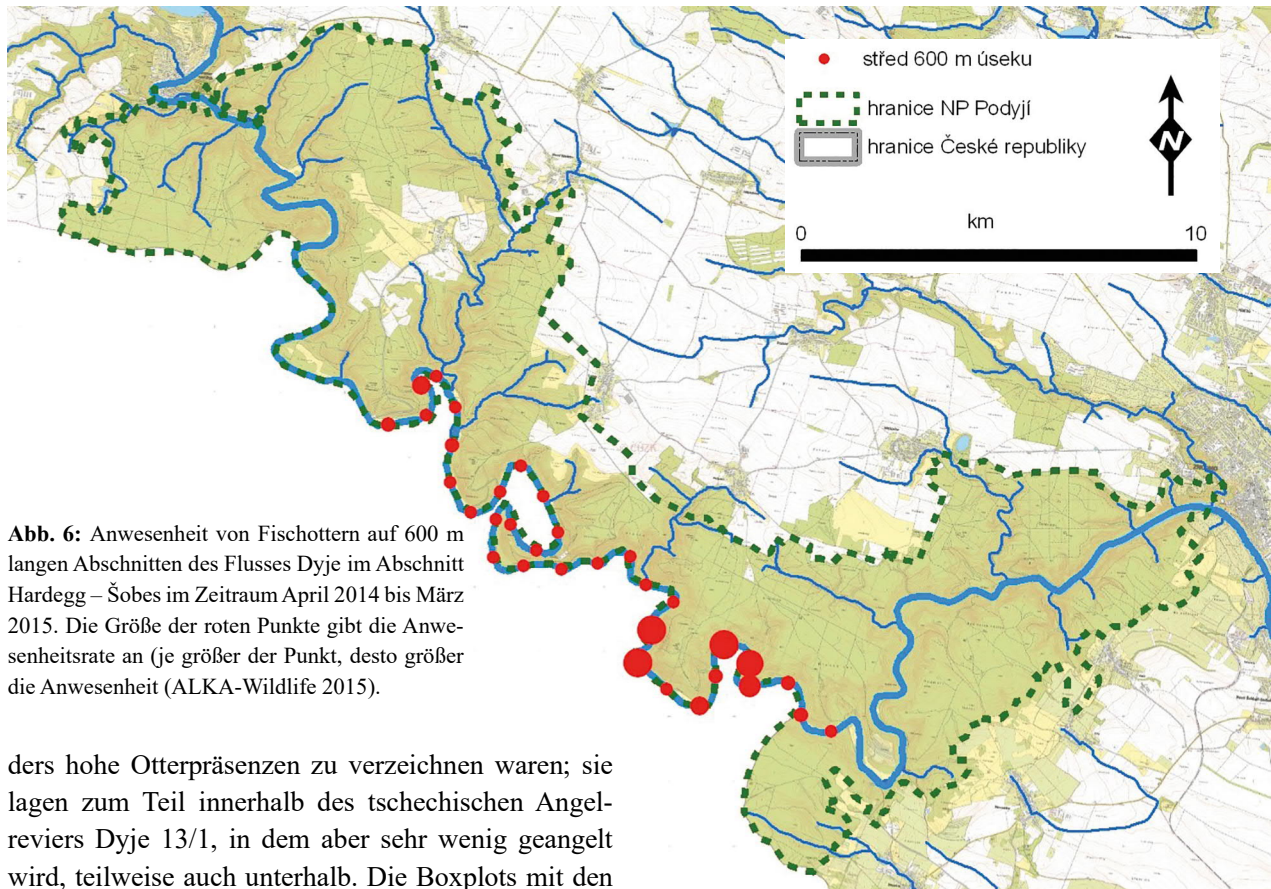 střed 600 m úseku
hranice NP Podyjí
hranice České republiky
N
km
0 10
Abb. 6: Anwesenheit von Fischottern auf 600 m
langen Abschnitten des Flusses Dyje im Abschnitt
Hardegg – Šobes im Zeitraum April 2014 bis März
2015. Die Größe der roten Punkte gibt die Anwe-
senheitsrate an (je größer der Punkt, desto größer
die Anwesenheit (ALKA-Wildlife 2015).
ders hohe Otterpräsenzen zu verzeichnen waren; sie
lagen zum Teil innerhalb des tschechischen Angel-
reviers Dyje 13/1, in dem aber sehr wenig geangelt
wird, teilweise auch unterhalb. Die Boxplots mit den